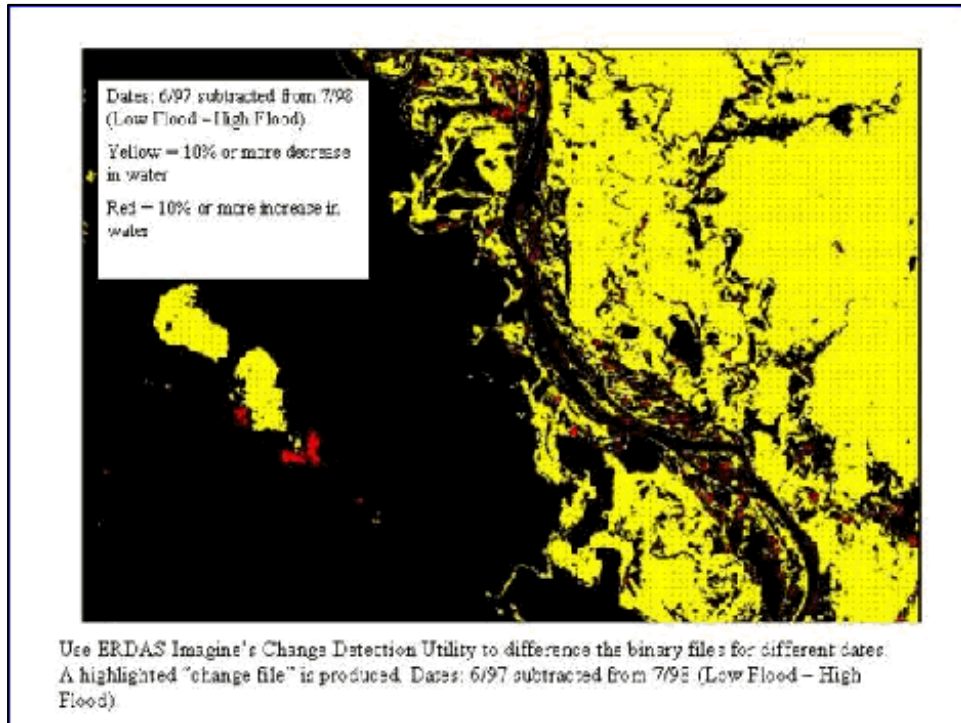 Dates: 6/97 subtracted from 7/98
(Low Flood – High Flood)
Yellow = 10% or more decrease
in water
Red = 10% or more increase in
water
Use ERDAS Imagine's Change Detection Utility to difference the binary files for different dates.
A highlighted "change file" is produced. Dates: 6/97 subtracted from 7/98 (Low Flood – High
Flood)